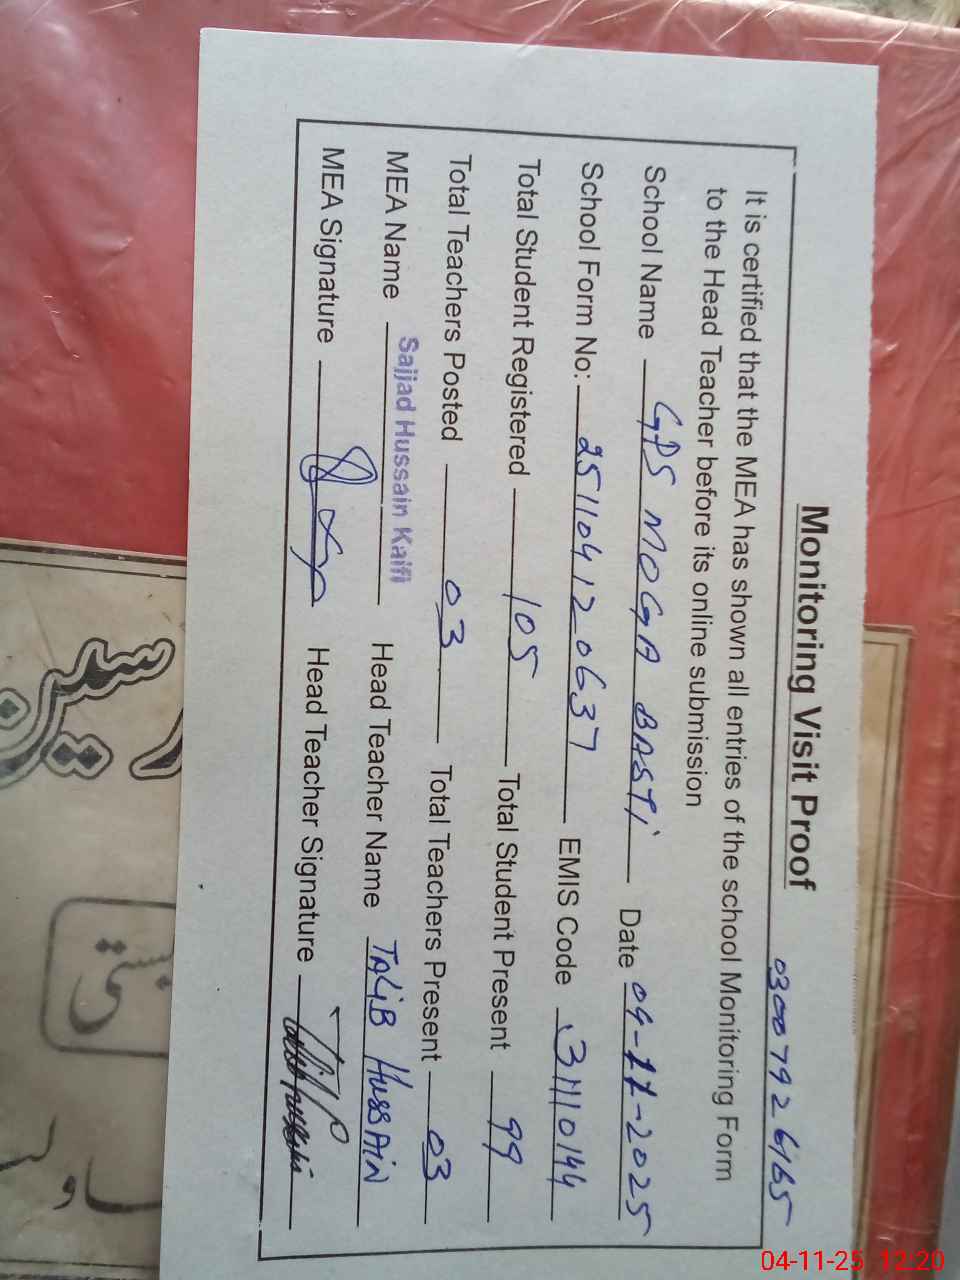 Monitoring Visit Proof
03007926165
It is certified that the MEA has shown all entries of the school Monitoring Form
to the Head Teacher before its online submission
School Name GPS MOGA BASTi Date 04-11-2025
School Form No: 251104120637 EMIS Code 31110144
Total Student Registered 105 Total Student Present 99
Total Teachers Posted 03 Total Teachers Present 03
MEA Name Sajjad Hussain Kaifi Head Teacher Name TALIB HUSSAIN
MEA Signature Head Teacher Signature
04-11-25 12:20